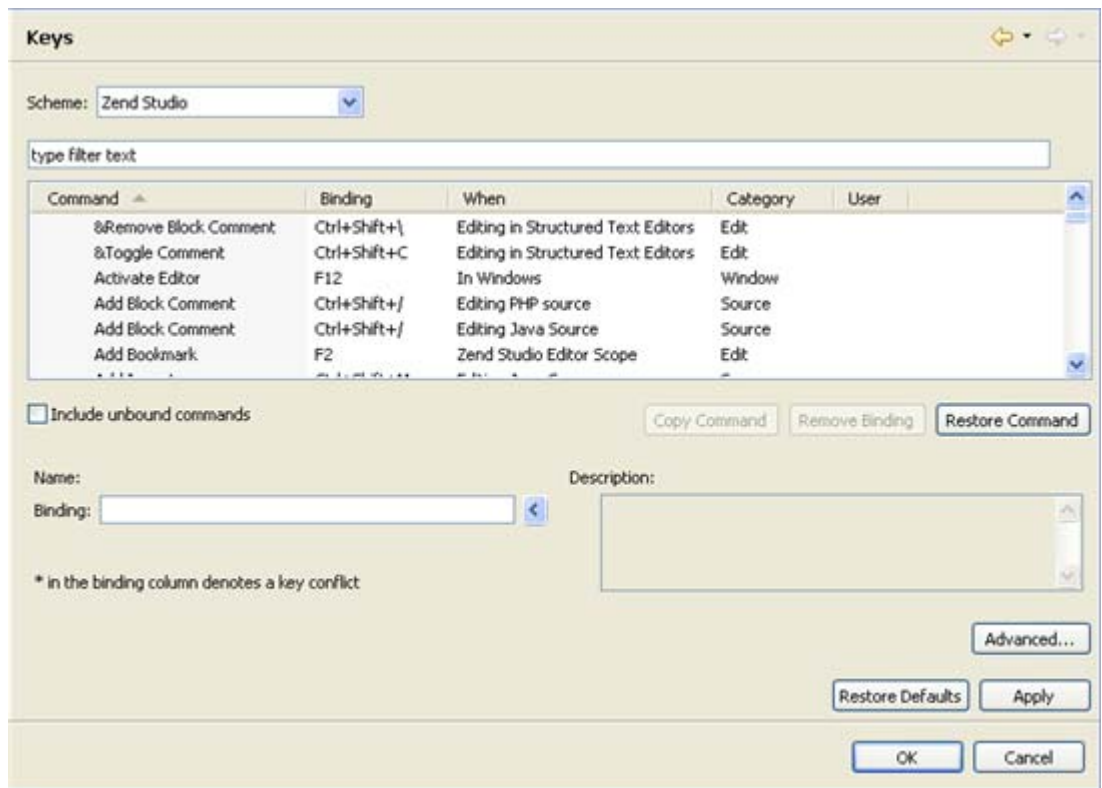 Keys
Scheme: Zend Studio
type filter text
Command Binding When Category User
&Remove Block Comment Ctrl+Shift+\ Editing in Structured Text Editors Edit
&Toggle Comment Ctrl+Shift+C Editing in Structured Text Editors Edit
Activate Editor F12 In Windows Window
Add Block Comment Ctrl+Shift+/ Editing PHP source Source
Add Block Comment Ctrl+Shift+/ Editing Java Source Source
Add Bookmark F2 Zend Studio Editor Scope Edit
Include unbound commands Copy Command Remove Binding Restore Command
Name: Description:
Binding:
* in the binding column denotes a key conflict
Advanced...
Restore Defaults Apply
OK Cancel